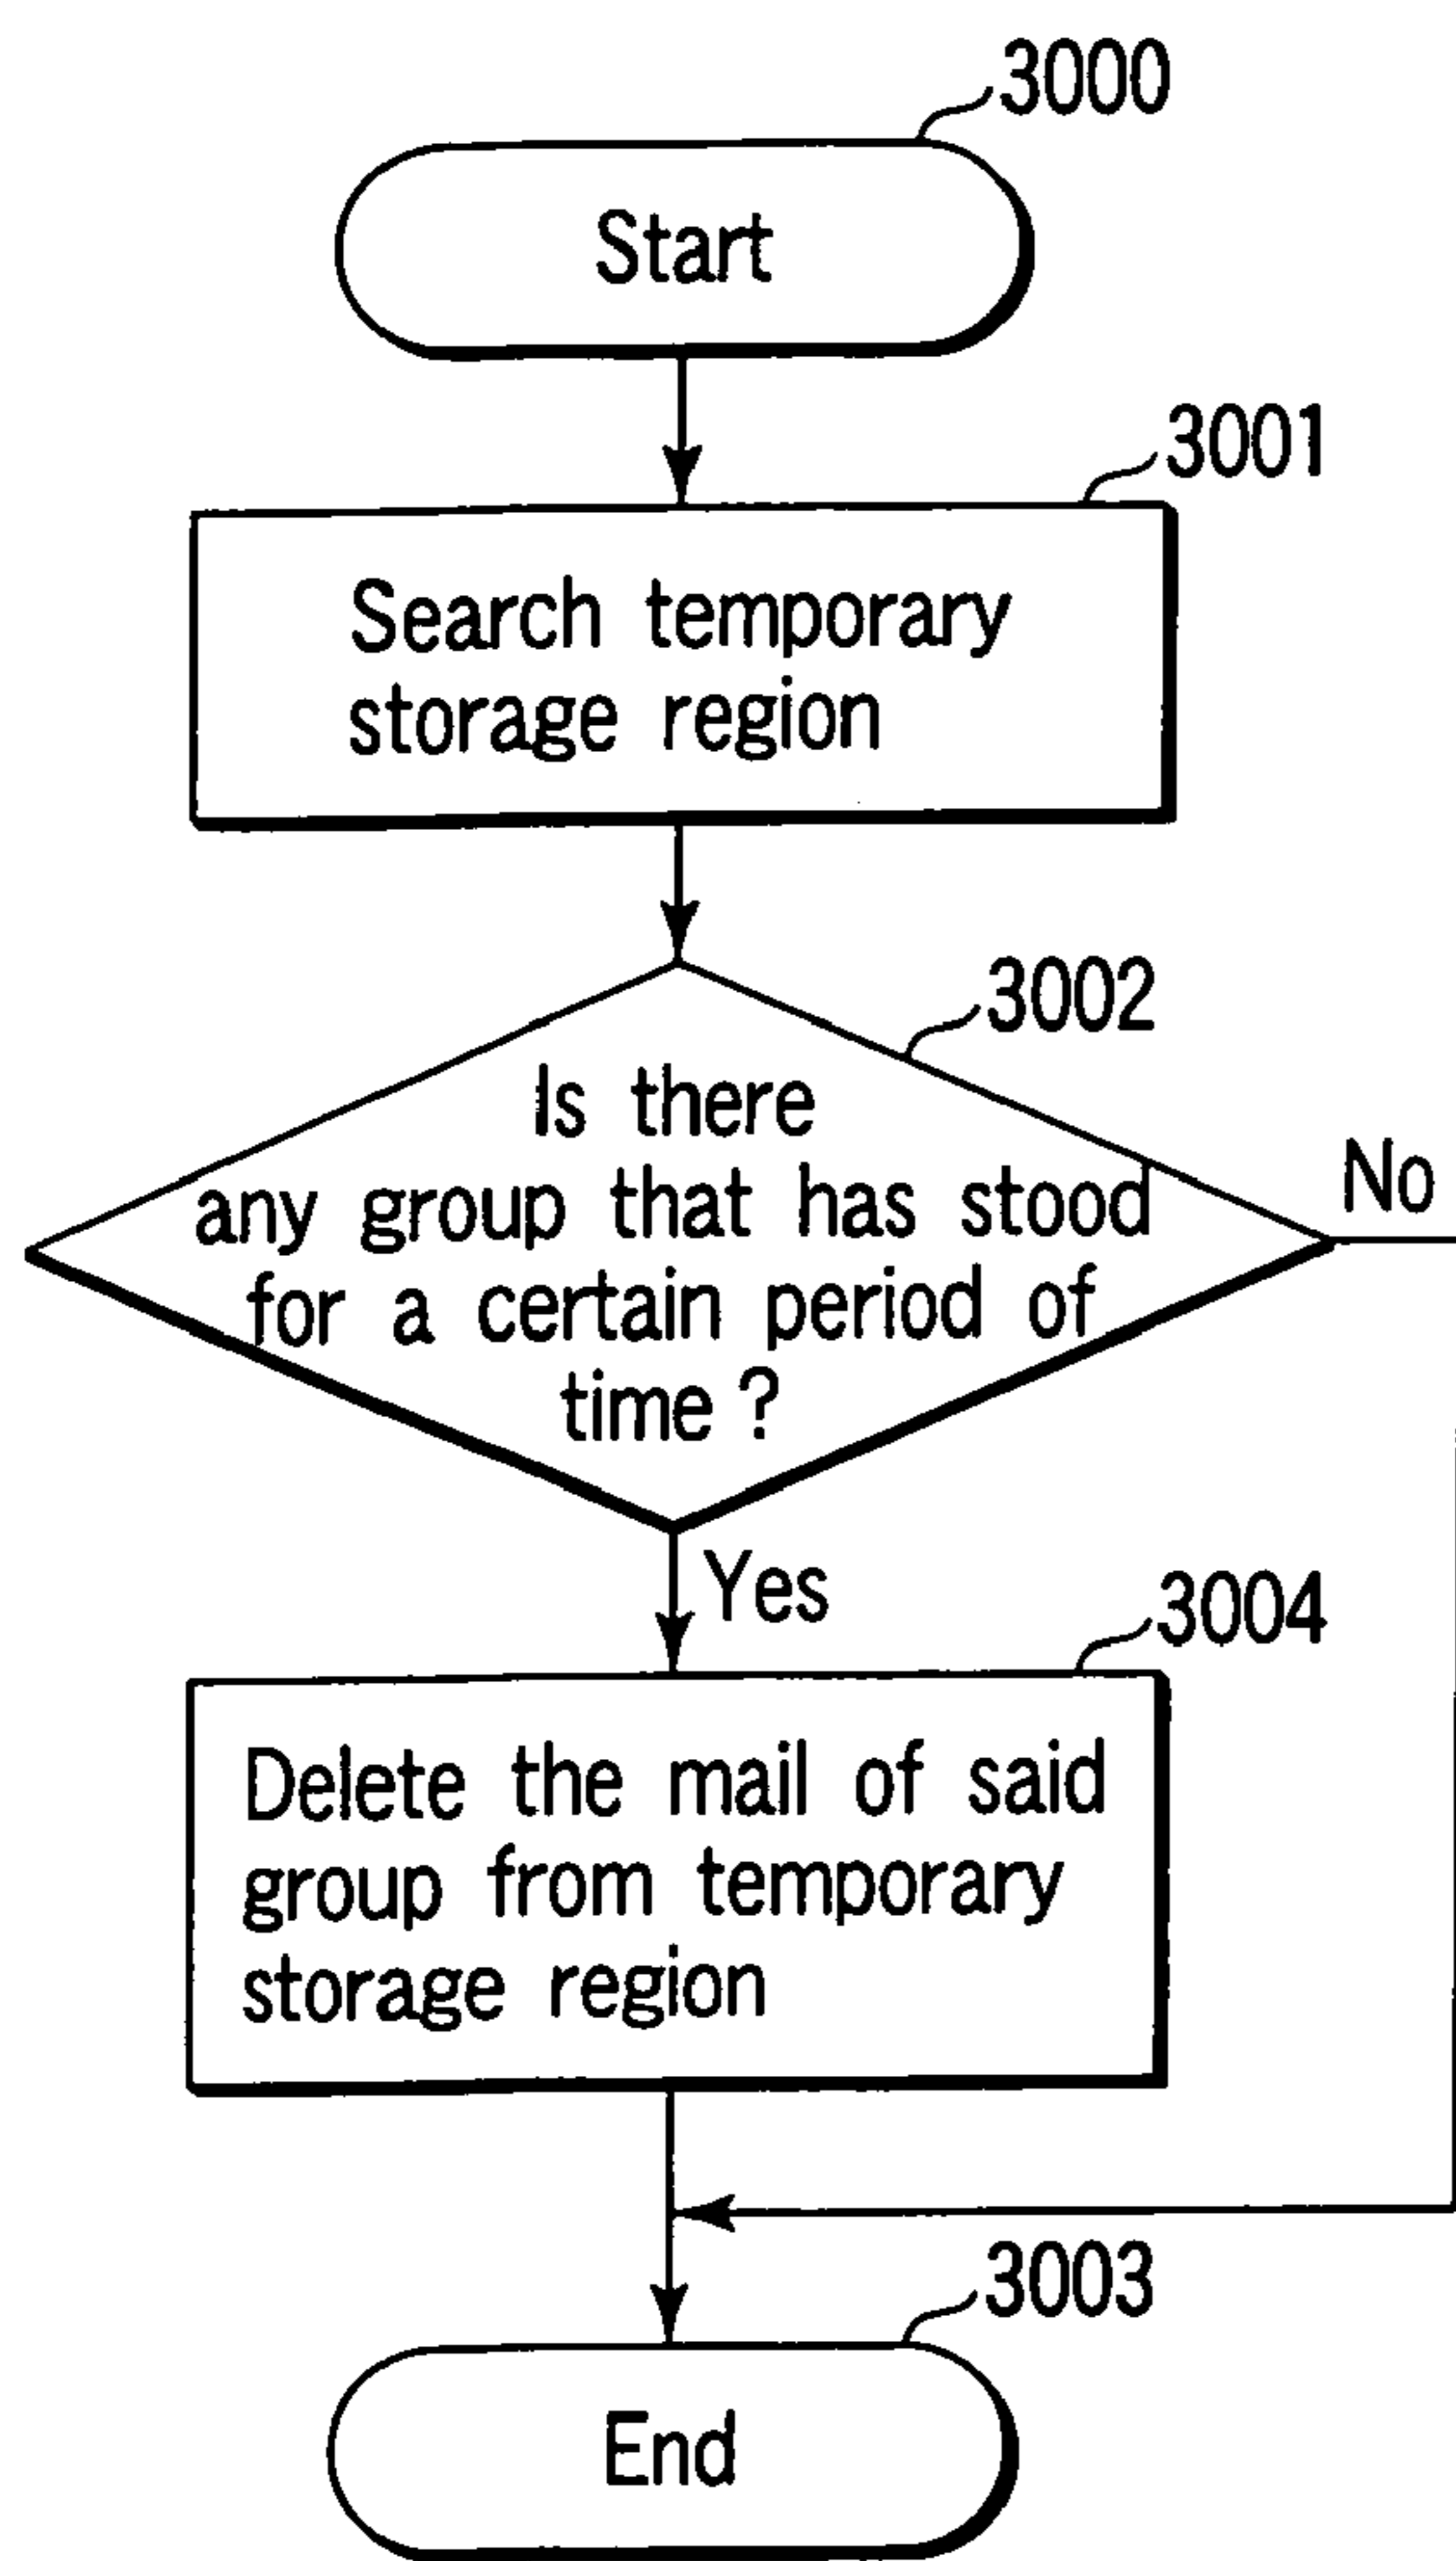 3000
Start
3001
Search temporary
storage region
3002
Is there
any group that has stood
for a certain period of
time ?
No
Yes
3004
Delete the mail of said
group from temporary
storage region
3003
End